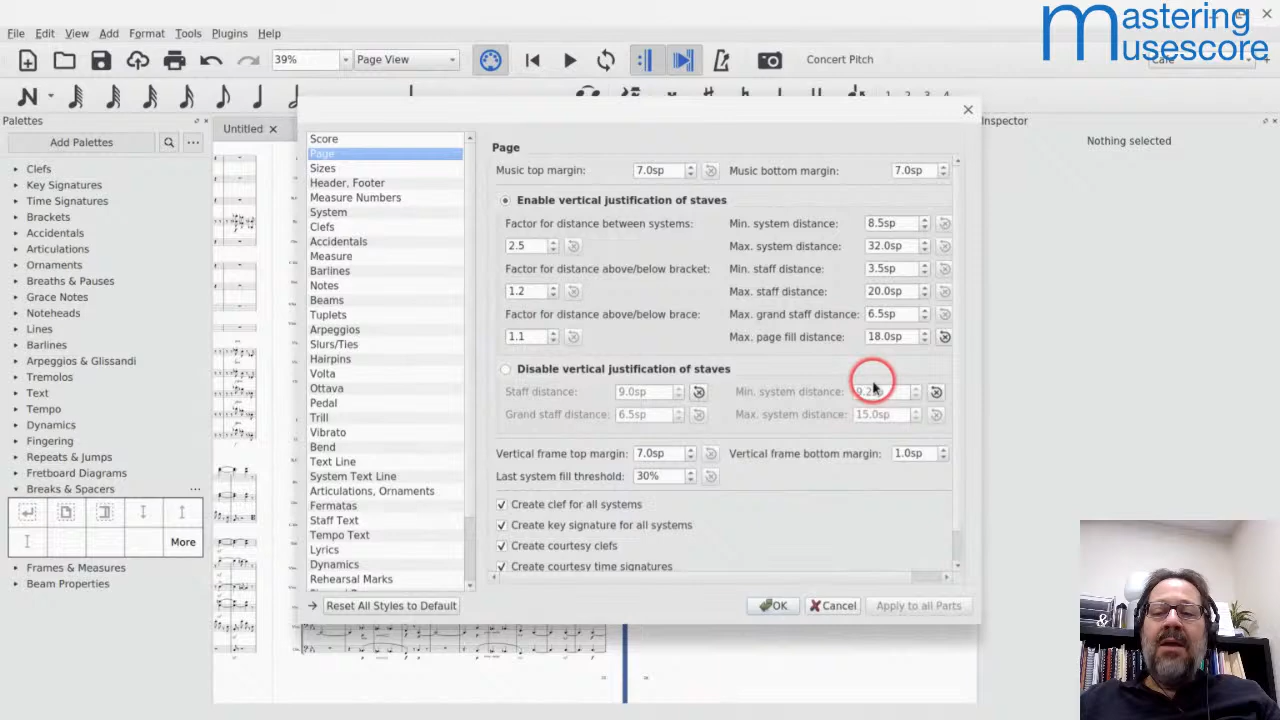 mastering
musescore
File Edit View Add Format Tools Plugins Help
39% Page View Concert Pitch
Palettes
Untitled
Inspector
Add Palettes
Nothing selected
Clefs
Key Signatures
Time Signatures
Brackets
Accidentals
Articulations
Ornaments
Breaths & Pauses
Grace Notes
Noteheads
Lines
Barlines
Arpeggios & Glissandi
Tremolos
Text
Tempo
Dynamics
Fingering
Repeats & Jumps
Fretboard Diagrams
Breaks & Spacers
More
Frames & Measures
Beam Properties
Score
Page
Sizes
Header, Footer
Measure Numbers
System
Clefs
Accidentals
Measure
Barlines
Notes
Beams
Tuplets
Arpeggios
Slurs/Ties
Hairpins
Volta
Ottava
Pedal
Trill
Vibrato
Bend
Text Line
System Text Line
Articulations, Ornaments
Fermatas
Staff Text
Tempo Text
Lyrics
Dynamics
Rehearsal Marks
Reset All Styles to Default
Page
Music top margin: 7.0sp Music bottom margin: 7.0sp
Enable vertical justification of staves
Factor for distance between systems: Min. system distance: 8.5sp
2.5 Max. system distance: 32.0sp
Factor for distance above/below bracket: Min. staff distance: 3.5sp
1.2 Max. staff distance: 20.0sp
Factor for distance above/below brace: Max. grand staff distance: 6.5sp
1.1 Max. page fill distance: 18.0sp
Disable vertical justification of staves
Staff distance: 9.0sp Min. system distance:
Grand staff distance: 6.5sp Max. system distance: 15.0sp
Vertical frame top margin: 7.0sp Vertical frame bottom margin: 1.0sp
Last system fill threshold: 30%
Create clef for all systems
Create key signature for all systems
Create courtesy clefs
Create courtesy time signatures
OK Cancel Apply to all Parts